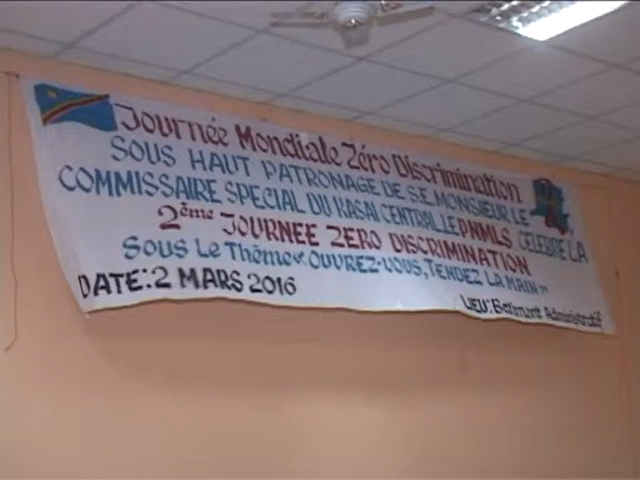 Journée Mondiale Zéro Discrimination
SOUS HAUT PATRONAGE DE S.E. MONSIEUR LE
COMMISSAIRE SPECIAL DU KASAI CENTRAL, LE PNMLS CELEBRE LA
2ème JOURNEE ZERO DISCRIMINATION
SOUS Le Thème « OUVREZ-VOUS, TENDEZ LA MAIN »
DATE: 2 MARS 2016
LIEU: Batiment Administratif